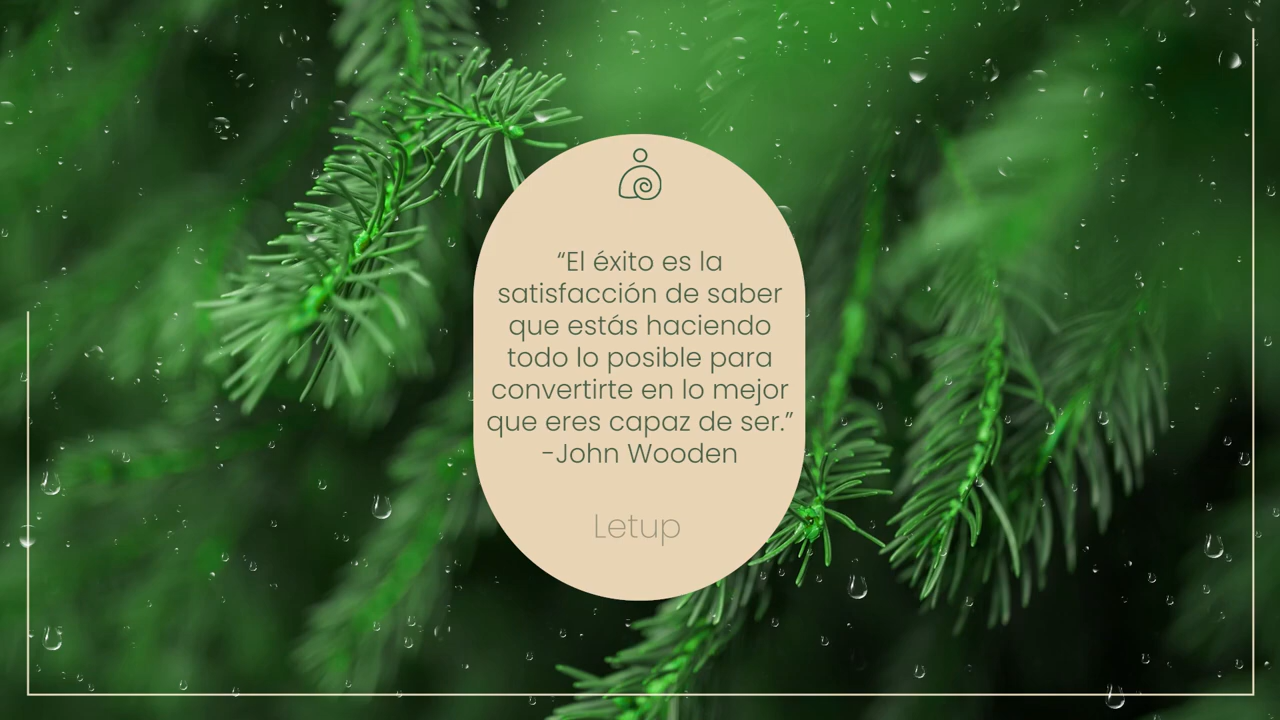 “El éxito es la
satisfacción de saber
que estás haciendo
todo lo posible para
convertirte en lo mejor
que eres capaz de ser.”
-John Wooden
Letup